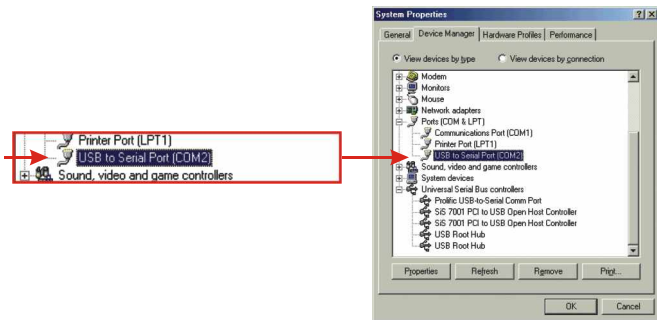 Printer Port (LPT1)
USB to Serial Port (COM2)
Sound, video and game controllers
System Properties
General Device Manager Hardware Profiles Performance
View devices by type View devices by connection
Modem
Monitors
Mouse
Network adapters
Ports (COM & LPT)
Communications Port (COM1)
Printer Port (LPT1)
USB to Serial Port (COM2)
Sound, video and game controllers
System devices
Universal Serial Bus controllers
Prolific USB-to-Serial Comm Port
SiS 7001 PCI to USB Open Host Controller
SiS 7001 PCI to USB Open Host Controller
USB Root Hub
USB Root Hub
Properties Refresh Remove Print...
OK Cancel